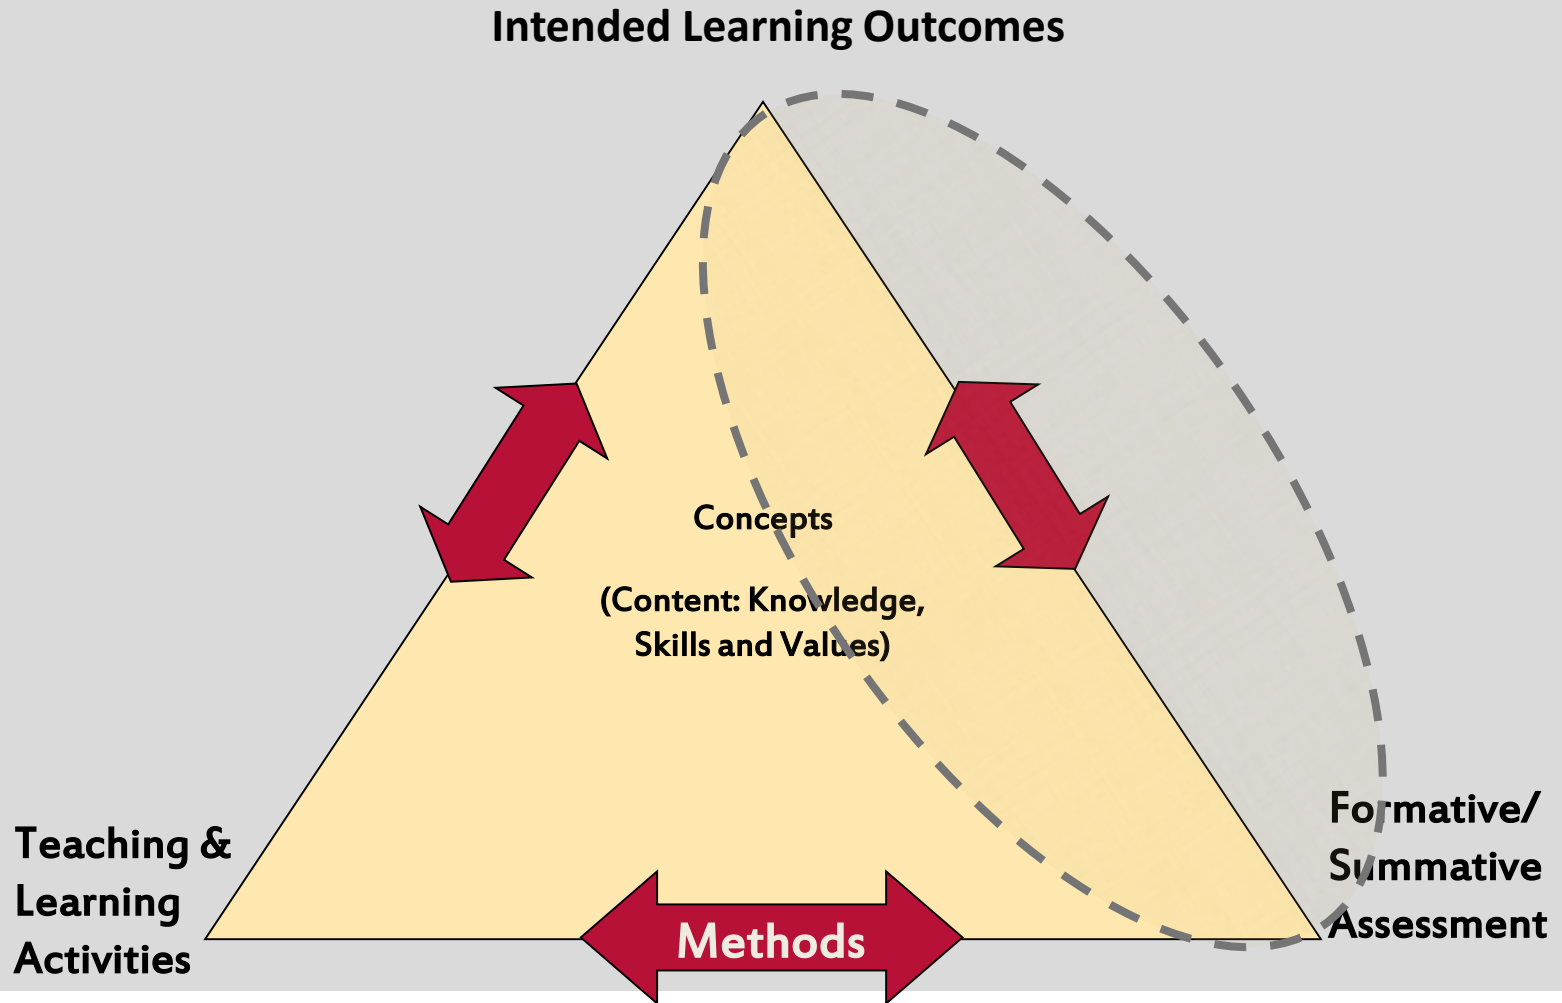 Intended Learning Outcomes
Concepts
(Content: Knowledge,
Skills and Values)
Teaching &
Learning
Activities
Formative/
Summative
Assessment
Methods